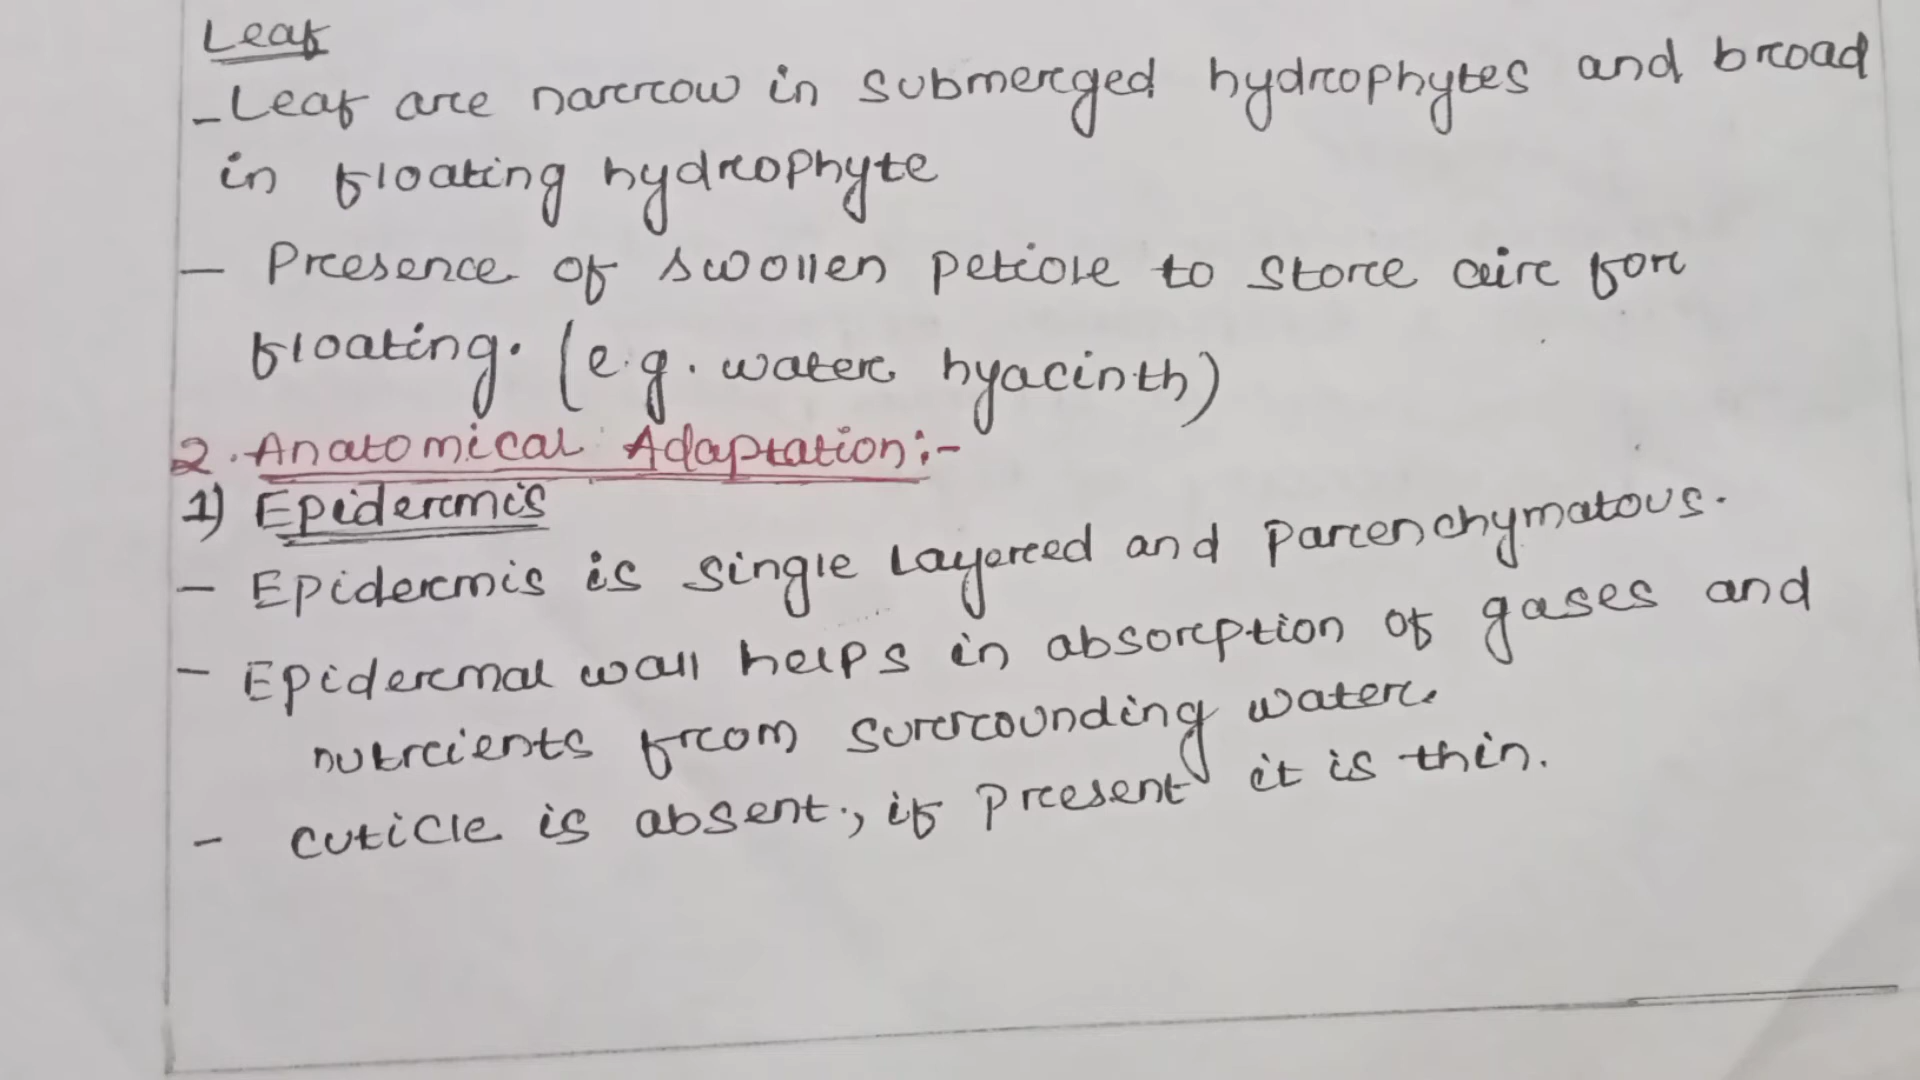 Leaf
- Leaf are narrow in submerged hydrophytes and broad
in floating hydrophyte
- Presence of swollen petiole to store air for
floating. (e.g. water hyacinth)
2. Anatomical Adaptation:-
1) Epidermis
- Epidermis is single layered and parenchymatous.
- Epidermal wall helps in absorption of gases and
nutrients from surrounding water.
- cuticle is absent., if present it is thin.